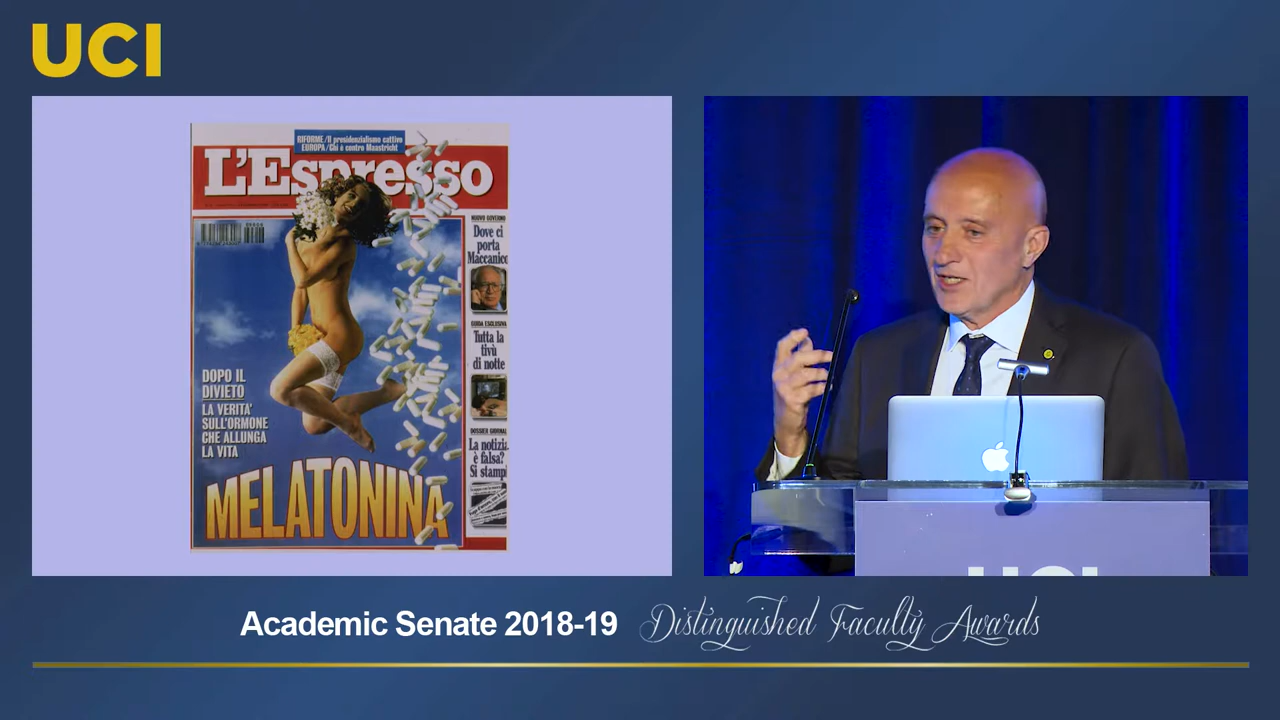 UCI
RIFORME/Il presidenzialismo cattivo
EUROPA/Chi è contro Maastricht
L'Espresso
NUOVO GOVERNO
Dove ci
porta
Maccanico
GUIDA ESCLUSIVA
Tutta la
tivù
di notte
DOPO IL
DIVIETO
LA VERITA'
SULL'ORMONE
CHE ALLUNGA
LA VITA
DOSSIER GIORNALI
La notizia
è falsa?
Si stampi
MELATONINA
UCI
Academic Senate 2018-19 Distinguished Faculty Awards